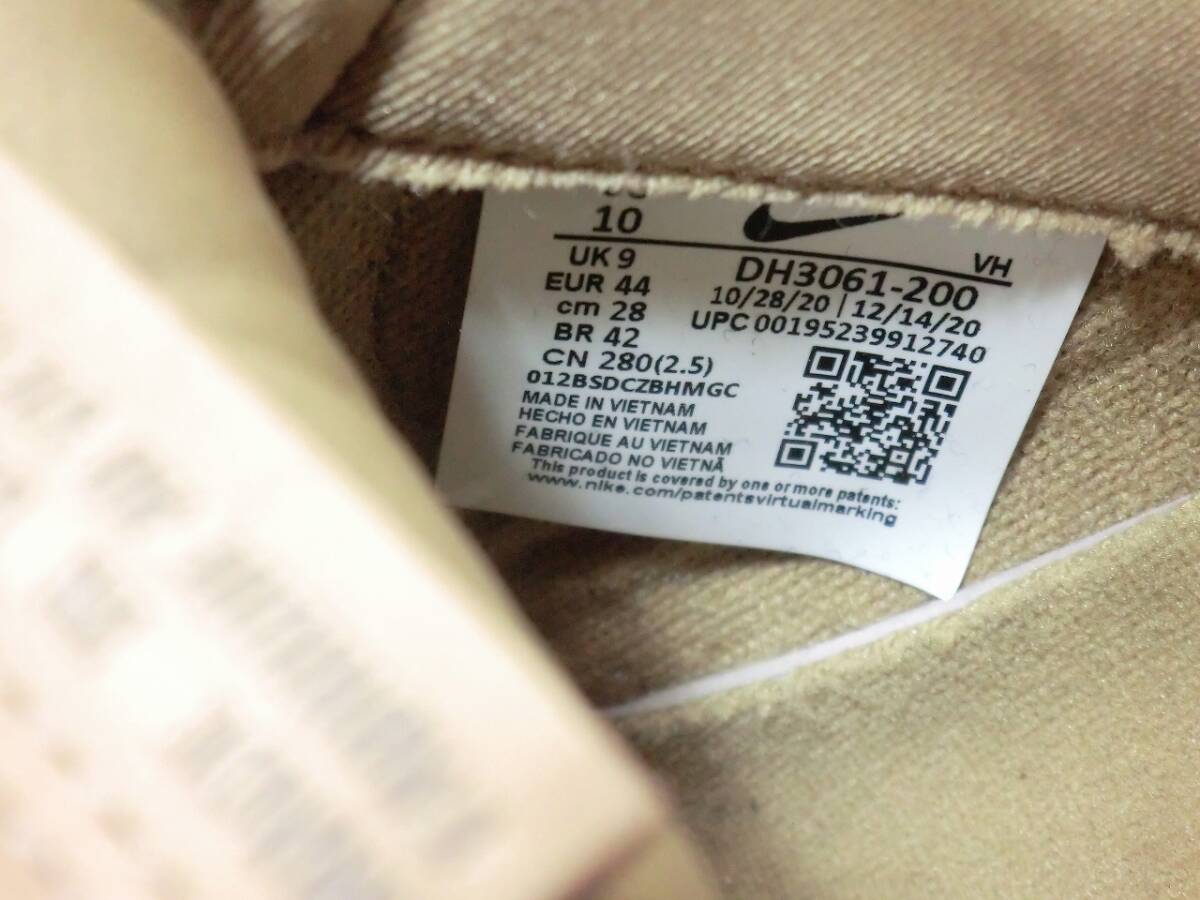 10
UK 9
EUR 44
cm 28
BR 42
CN 280(2.5)
012BSDCZBHMGC
MADE IN VIETNAM
HECHO EN VIETNAM
FABRIQUE AU VIETNAM
FABRICADO NO VIETNÃ
VH
DH3061-200
10/28/20 | 12/14/20
UPC 00195239912740
This product is covered by one or more patents:
www.nike.com/patentsvirtualmarking